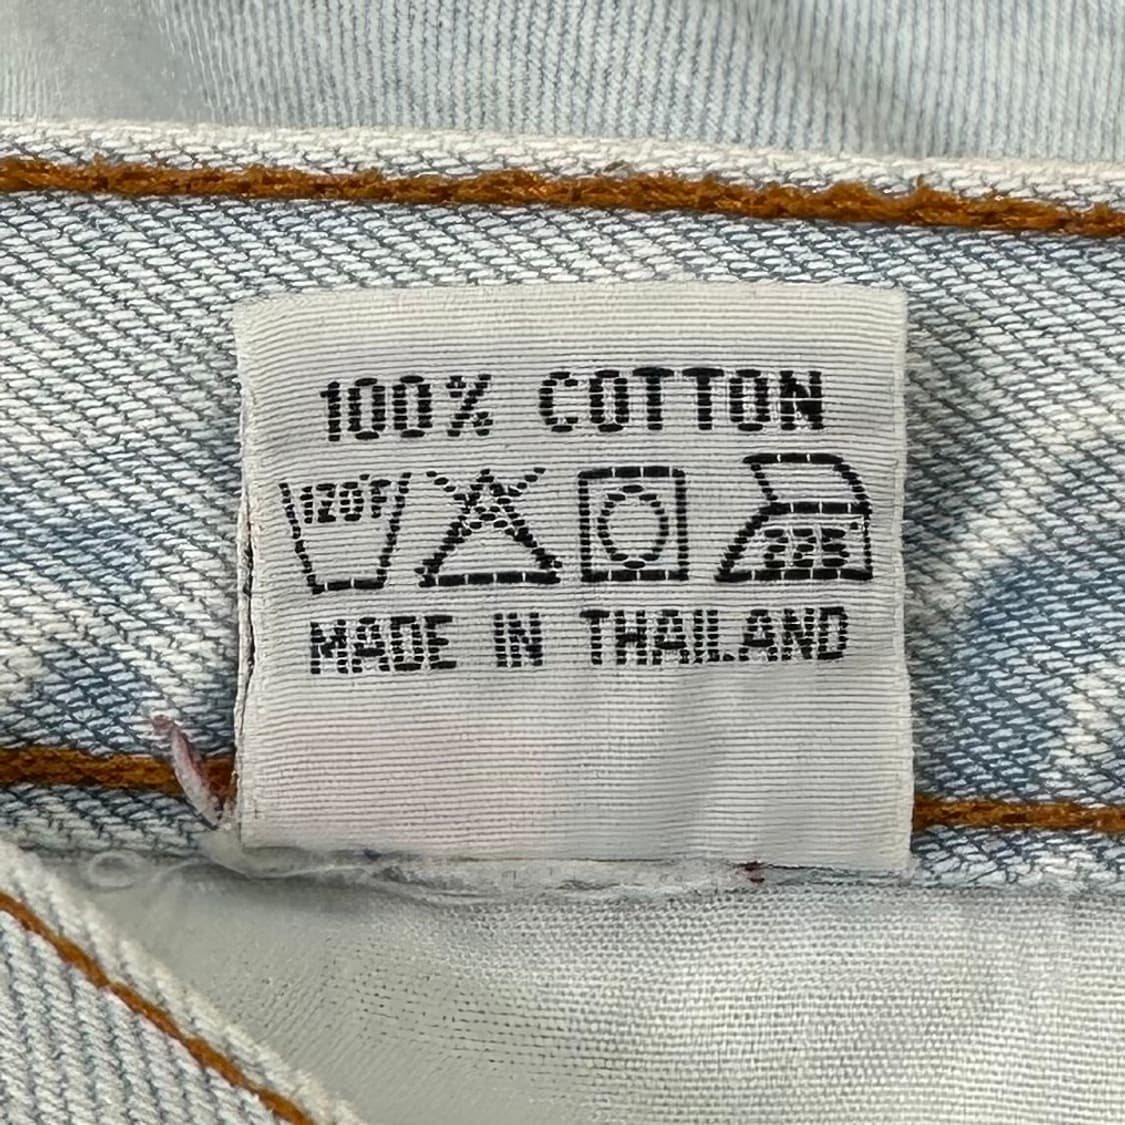 100% COTTON
120°F 225°
MADE IN THAILAND